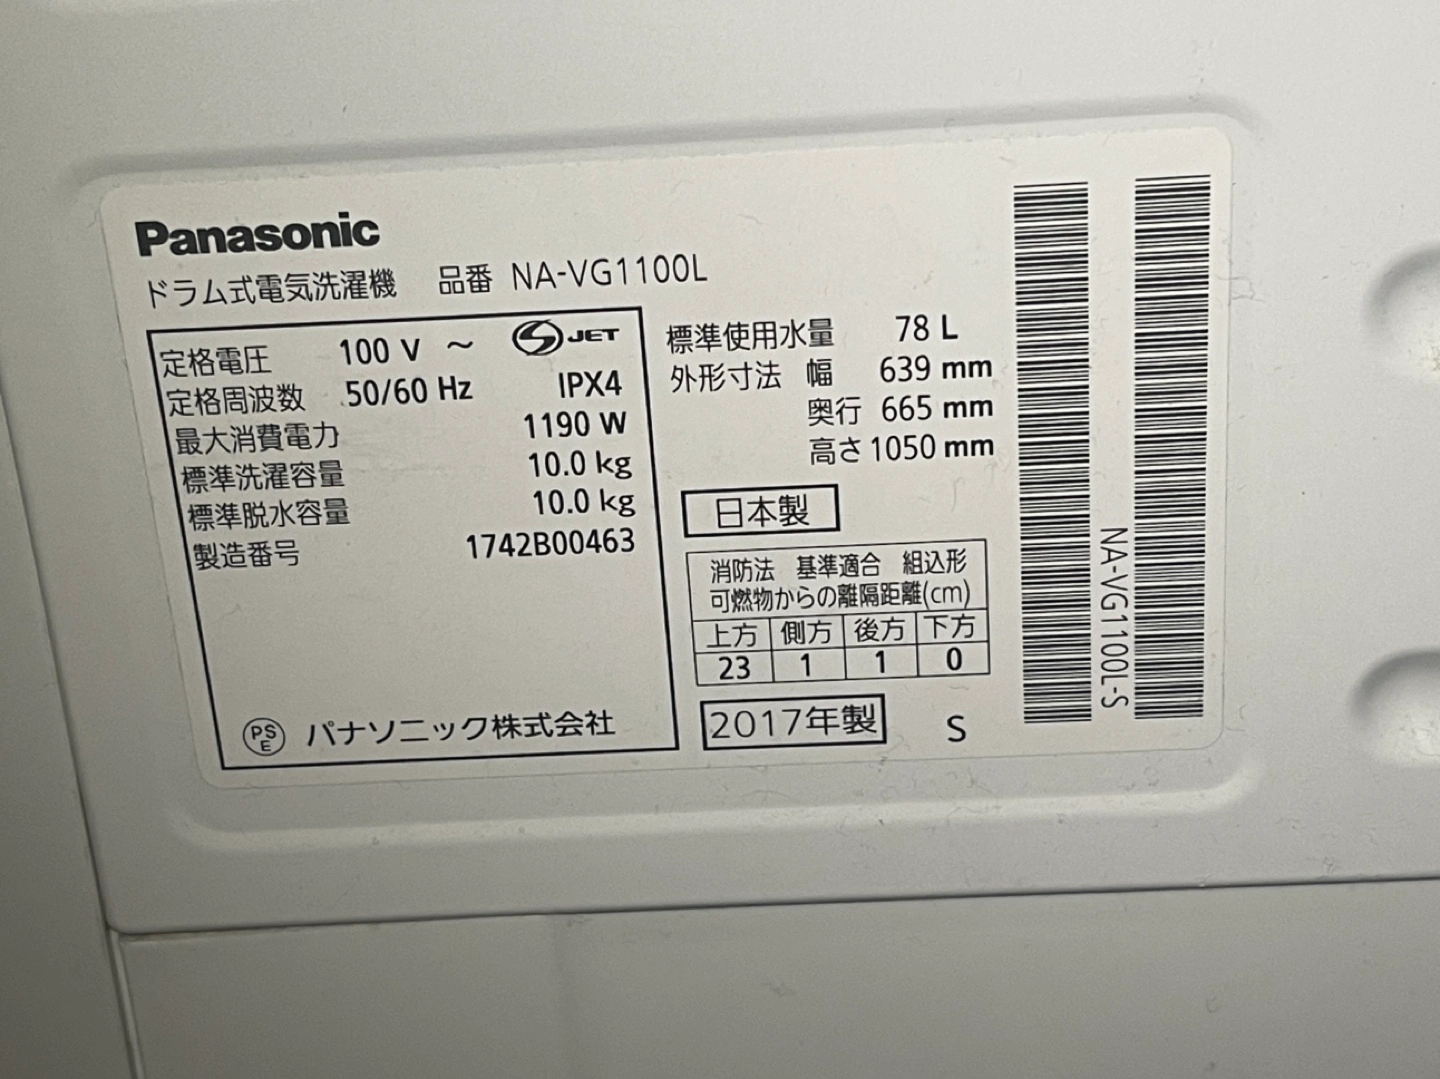 Panasonic
ドラム式電気洗濯機 品番 NA-VG1100L
定格電圧 100 V ～ S JET
定格周波数 50/60 Hz IPX4
最大消費電力 1190 W
標準洗濯容量 10.0 kg
標準脱水容量 10.0 kg
製造番号 1742B00463
PS E パナソニック株式会社
標準使用水量 78 L
外形寸法 幅 639 mm
奥行 665 mm
高さ 1050 mm
日本製
消防法 基準適合 組込形
可燃物からの離隔距離(cm)
上方 側方 後方 下方
23 1 1 0
2017年製 S
NA-VG1100L-S